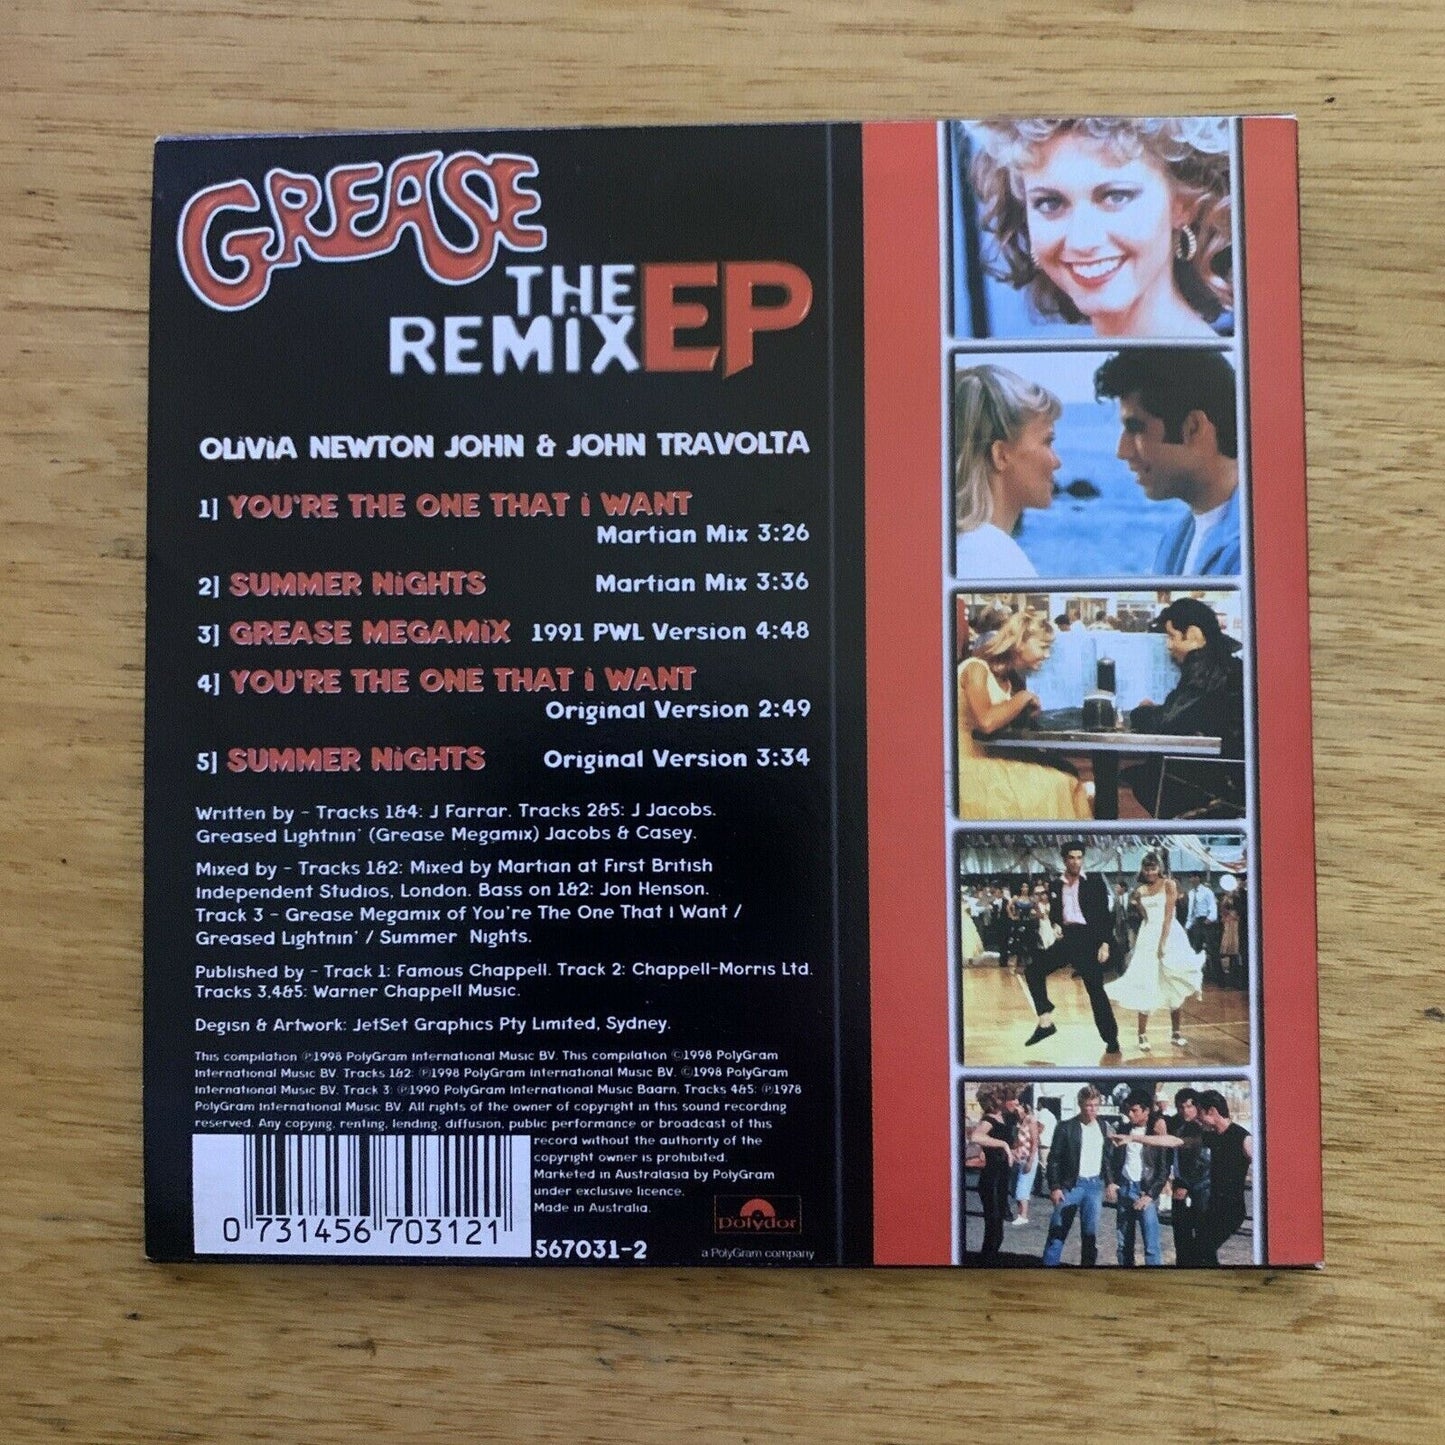 GREASE
THE
REMIX EP
OLIVIA NEWTON JOHN & JOHN TRAVOLTA
1] YOU'RE THE ONE THAT i WANT
Martian Mix 3:26
2] SUMMER NIGHTS Martian Mix 3:36
3] GREASE MEGAMIX 1991 PWL Version 4:48
4] YOU'RE THE ONE THAT i WANT
Original Version 2:49
5] SUMMER NIGHTS Original Version 3:34
Written by - Tracks 1&4: J Farrar. Tracks 2&5: J Jacobs.
Greased Lightnin' (Grease Megamix) Jacobs & Casey.
Mixed by - Tracks 1&2: Mixed by Martian at First British
Independent Studios, London. Bass on 1&2: Jon Henson.
Track 3 - Grease Megamix of You're The One That I Want /
Greased Lightnin' / Summer Nights.
Published by - Track 1: Famous Chappell. Track 2: Chappell-Morris Ltd.
Tracks 3,4&5: Warner Chappell Music.
Degisn & Artwork: JetSet Graphics Pty Limited, Sydney.
This compilation ℗1998 PolyGram International Music BV. This compilation ©1998 PolyGram
International Music BV. Tracks 1&2: ℗1998 PolyGram International Music BV. ©1998 PolyGram
International Music BV. Track 3: ℗1990 PolyGram International Music Baarn. Tracks 4&5: ℗1978
PolyGram International Music BV. All rights of the owner of copyright in this sound recording
reserved. Any copying, renting, lending, diffusion, public performance or broadcast of this
record without the authority of the
copyright owner is prohibited.
Marketed in Australasia by PolyGram
under exclusive licence.
Made in Australia.
0 731456 703121
567031-2
Polydor
a PolyGram company